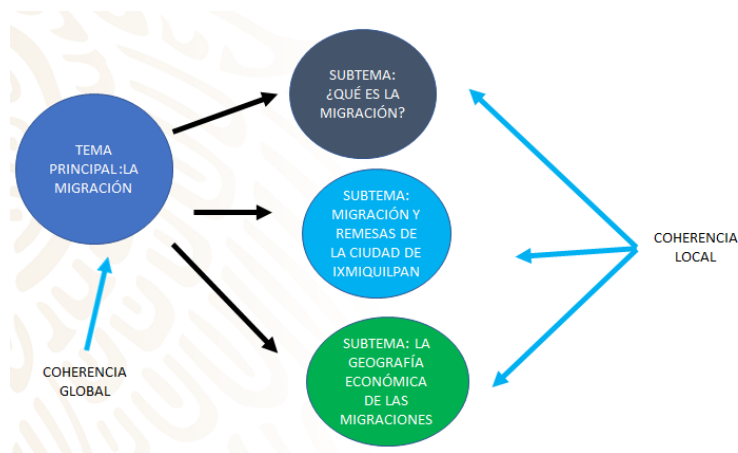 TEMA
PRINCIPAL:LA
MIGRACIÓN
SUBTEMA:
¿QUÉ ES LA
MIGRACIÓN?
SUBTEMA:
MIGRACIÓN Y
REMESAS DE
LA CIUDAD DE
IXMIQUILPAN
SUBTEMA: LA
GEOGRAFÍA
ECONÓMICA
DE LAS
MIGRACIONES
COHERENCIA
GLOBAL
COHERENCIA
LOCAL